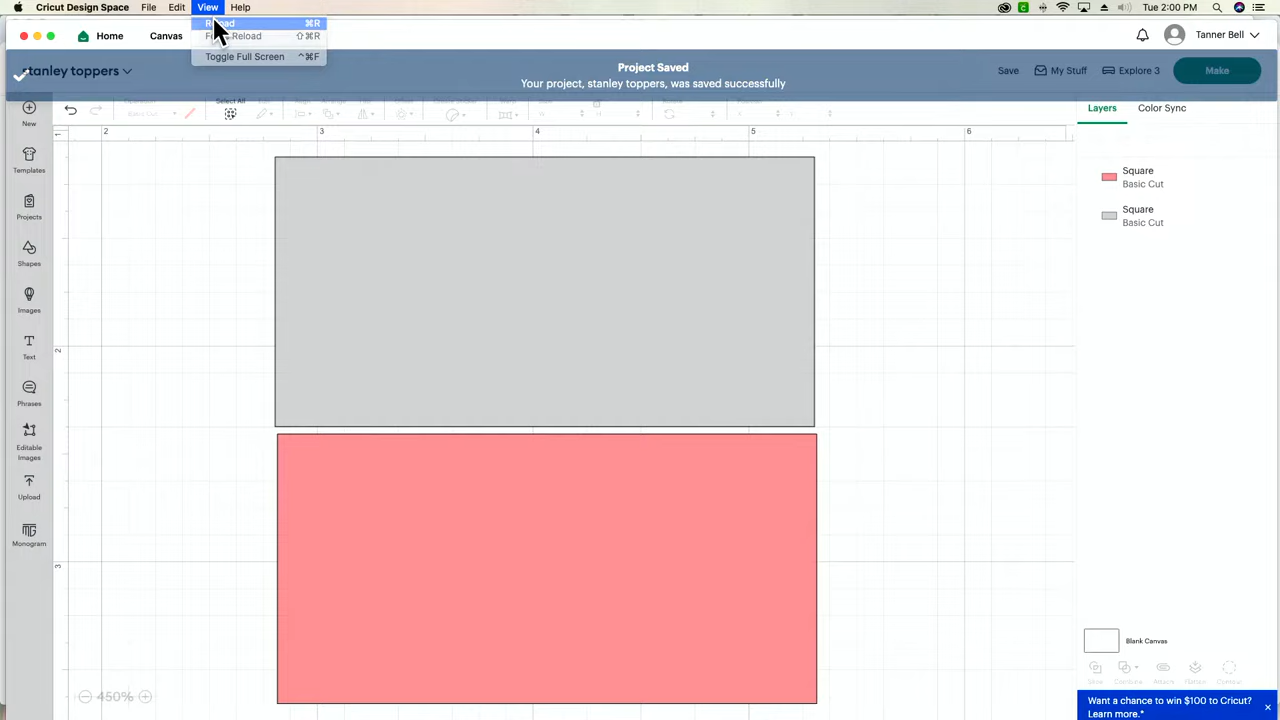 Cricut Design Space File Edit View Help Tue 2:00 PM
Reload ⌘R
Reload ⇧⌘R
Toggle Full Screen ^⌘F
Home Canvas Tanner Bell
stanley toppers
Project Saved
Your project, stanley toppers, was saved successfully
Save My Stuff Explore 3 Make
New
Templates
Projects
Shapes
Images
Text
Phrases
Editable
Images
Upload
Monogram
Select All
2 3 4 5 6
2
3
450%
Layers Color Sync
Square
Basic Cut
Square
Basic Cut
Blank Canvas
Want a chance to win $100 to Cricut?
Learn more.*